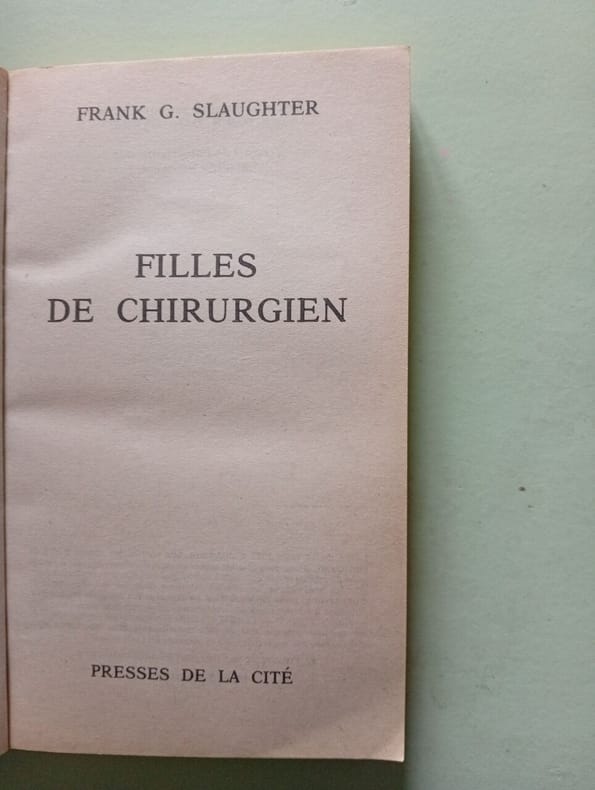 FRANK G. SLAUGHTER
FILLES
DE CHIRURGIEN
PRESSES DE LA CITÉ